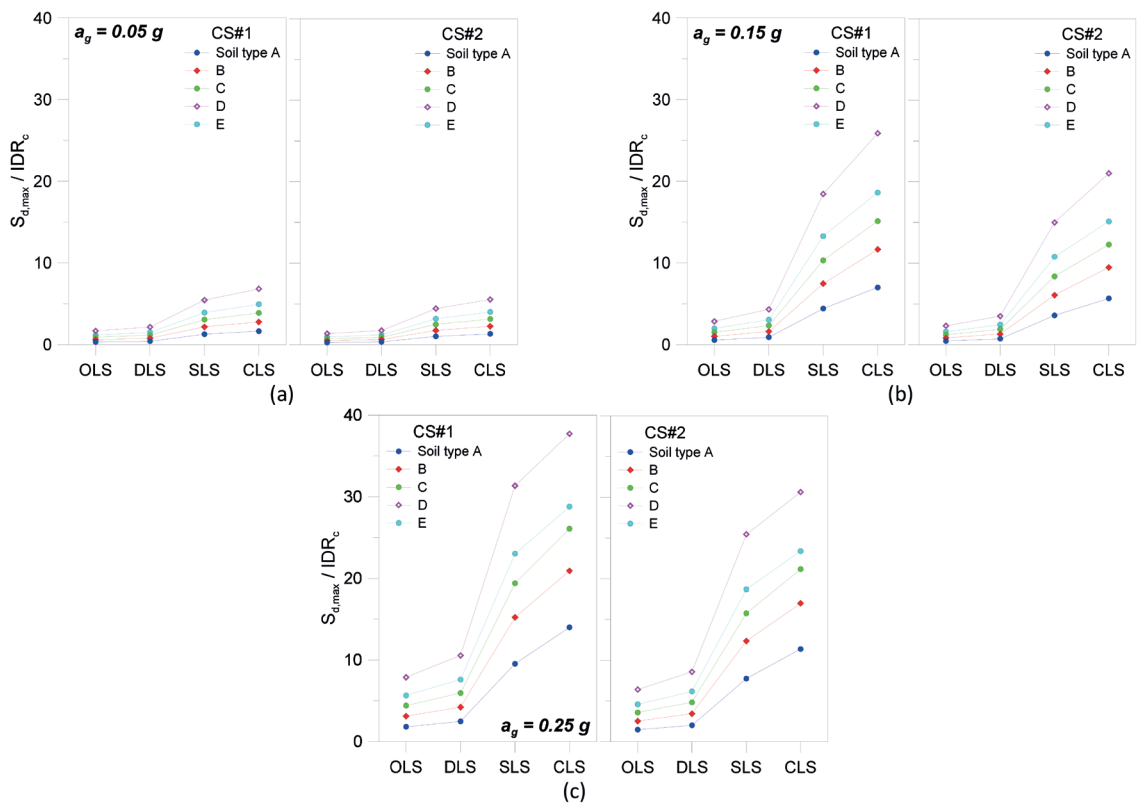 a_g = 0.05 g
CS#1
Soil type A
B
C
D
E
CS#2
Soil type A
B
C
D
E
S_d,max / IDR_c
40
30
20
10
0
OLS DLS SLS CLS
OLS DLS SLS CLS
(a)
a_g = 0.15 g
CS#1
Soil type A
B
C
D
E
CS#2
Soil type A
B
C
D
E
S_d,max / IDR_c
40
30
20
10
0
OLS DLS SLS CLS
OLS DLS SLS CLS
(b)
CS#1
Soil type A
B
C
D
E
CS#2
Soil type A
B
C
D
E
S_d,max / IDR_c
40
30
20
10
0
a_g = 0.25 g
OLS DLS SLS CLS
OLS DLS SLS CLS
(c)